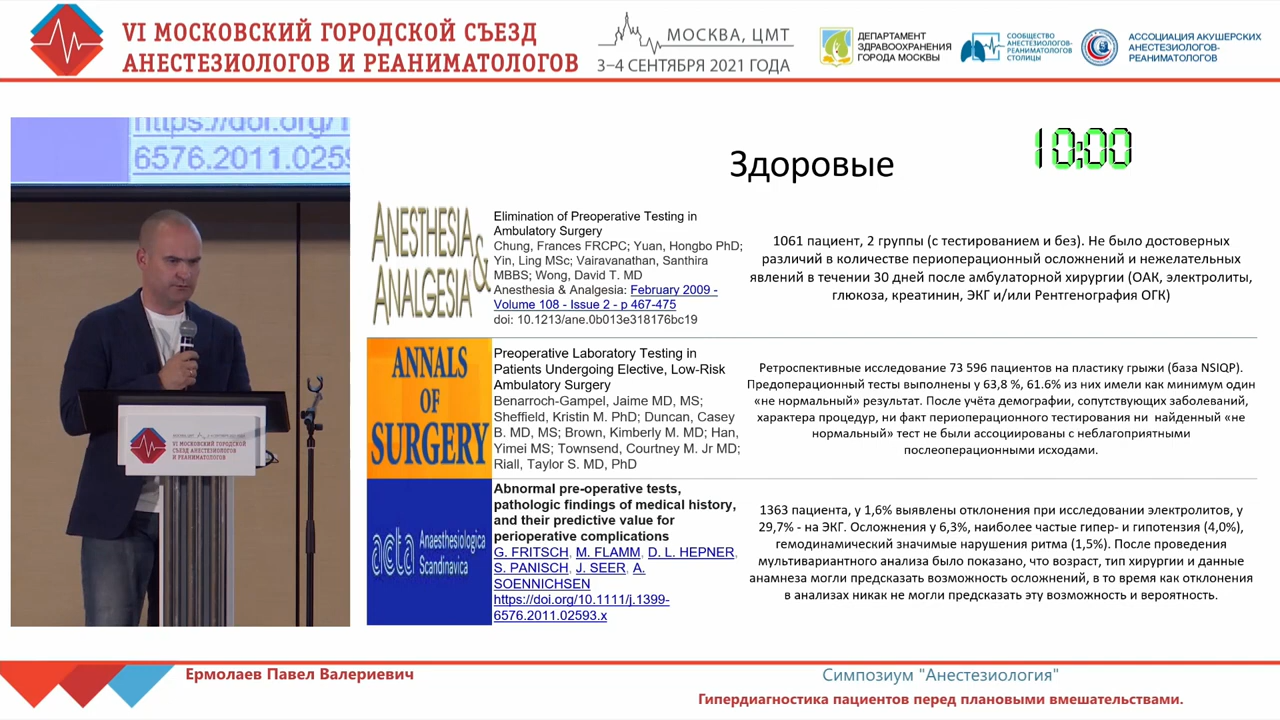 VI МОСКОВСКИЙ ГОРОДСКОЙ СЪЕЗД
АНЕСТЕЗИОЛОГОВ И РЕАНИМАТОЛОГОВ
МОСКВА, ЦМТ
3–4 СЕНТЯБРЯ 2021 ГОДА
ДЕПАРТАМЕНТ
ЗДРАВООХРАНЕНИЯ
ГОРОДА МОСКВЫ
СООБЩЕСТВО
АНЕСТЕЗИОЛОГОВ-
РЕАНИМАТОЛОГОВ
СТОЛИЦЫ
АССОЦИАЦИЯ АКУШЕРСКИХ
АНЕСТЕЗИОЛОГОВ-
РЕАНИМАТОЛОГОВ
https://doi.org/1
6576.2011.0259
VI МОСКОВСКИЙ ГОРОДСКОЙ
СЪЕЗД АНЕСТЕЗИОЛОГОВ
И РЕАНИМАТОЛОГОВ
Здоровые
10:00
ANESTHESIA
&
ANALGESIA
Elimination of Preoperative Testing in
Ambulatory Surgery
Chung, Frances FRCPC; Yuan, Hongbo PhD;
Yin, Ling MSc; Vairavanathan, Santhira
MBBS; Wong, David T. MD
Anesthesia & Analgesia: February 2009 -
Volume 108 - Issue 2 - p 467-475
doi: 10.1213/ane.0b013e318176bc19
1061 пациент, 2 группы (с тестированием и без). Не было достоверных
различий в количестве периоперационный осложнений и нежелательных
явлений в течении 30 дней после амбулаторной хирургии (ОАК, электролиты,
глюкоза, креатинин, ЭКГ и/или Рентгенография ОГК)
ANNALS
OF
SURGERY
Preoperative Laboratory Testing in
Patients Undergoing Elective, Low-Risk
Ambulatory Surgery
Benarroch-Gampel, Jaime MD, MS;
Sheffield, Kristin M. PhD; Duncan, Casey
B. MD, MS; Brown, Kimberly M. MD; Han,
Yimei MS; Townsend, Courtney M. Jr MD;
Riall, Taylor S. MD, PhD
Ретроспективные исследование 73 596 пациентов на пластику грыжи (база NSIQP).
Предоперационный тесты выполнены у 63,8 %, 61.6% из них имели как минимум один
«не нормальный» результат. После учёта демографии, сопутствующих заболеваний,
характера процедур, ни факт периоперационного тестирования ни найденный «не
нормальный» тест не были ассоциированы с неблагоприятными
послеоперационными исходами.
acta Anaesthesiologica
Scandinavica
Abnormal pre-operative tests,
pathologic findings of medical history,
and their predictive value for
perioperative complications
G. FRITSCH, M. FLAMM, D. L. HEPNER,
S. PANISCH, J. SEER, A.
SOENNICHSEN
https://doi.org/10.1111/j.1399-
6576.2011.02593.x
1363 пациента, у 1,6% выявлены отклонения при исследовании электролитов, у
29,7% - на ЭКГ. Осложнения у 6,3%, наиболее частые гипер- и гипотензия (4,0%),
гемодинамический значимые нарушения ритма (1,5%). После проведения
мультивариантного анализа было показано, что возраст, тип хирургии и данные
анамнеза могли предсказать возможность осложнений, в то время как отклонения
в анализах никак не могли предсказать эту возможность и вероятность.
Ермолаев Павел Валериевич
Симпозиум "Анестезиология"
Гипердиагностика пациентов перед плановыми вмешательствами.